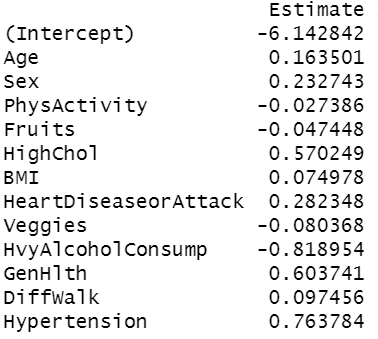 Estimate
(Intercept) -6.142842
Age 0.163501
Sex 0.232743
PhysActivity -0.027386
Fruits -0.047448
HighChol 0.570249
BMI 0.074978
HeartDiseaseorAttack 0.282348
Veggies -0.080368
HvyAlcoholConsump -0.818954
GenHlth 0.603741
DiffWalk 0.097456
Hypertension 0.763784